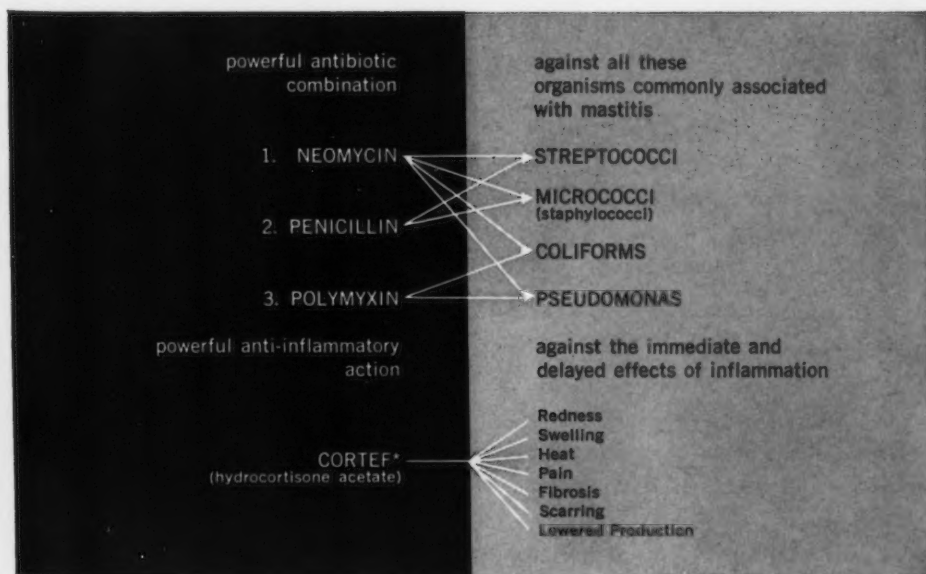 powerful antibiotic
combination
1. NEOMYCIN
2. PENICILLIN
3. POLYMYXIN
powerful anti-inflammatory
action
CORTEF*
(hydrocortisone acetate)
against all these
organisms commonly associated
with mastitis
STREPTOCOCCI
MICROCOCCI
(staphylococci)
COLIFORMS
PSEUDOMONAS
against the immediate and
delayed effects of inflammation
Redness
Swelling
Heat
Pain
Fibrosis
Scarring
Lowered Production